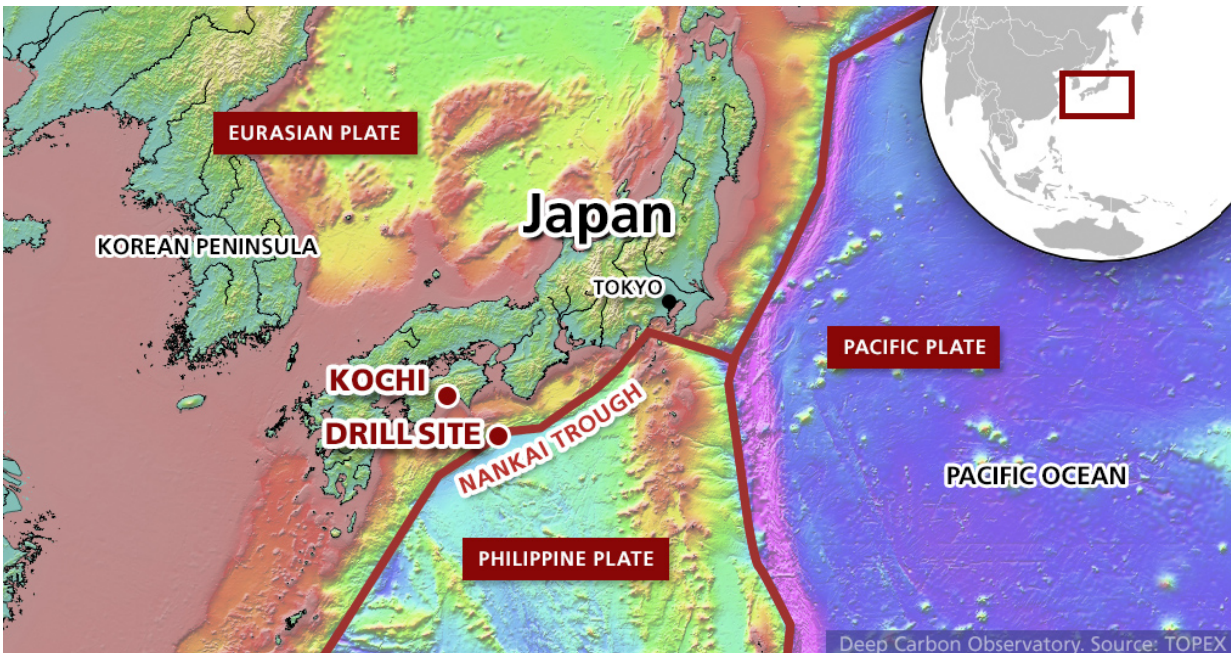 EURASIAN PLATE
Japan
KOREAN PENINSULA
TOKYO
PACIFIC PLATE
KOCHI
DRILL SITE
NANKAI TROUGH
PACIFIC OCEAN
PHILIPPINE PLATE
Deep Carbon Observatory. Source: TOPEX